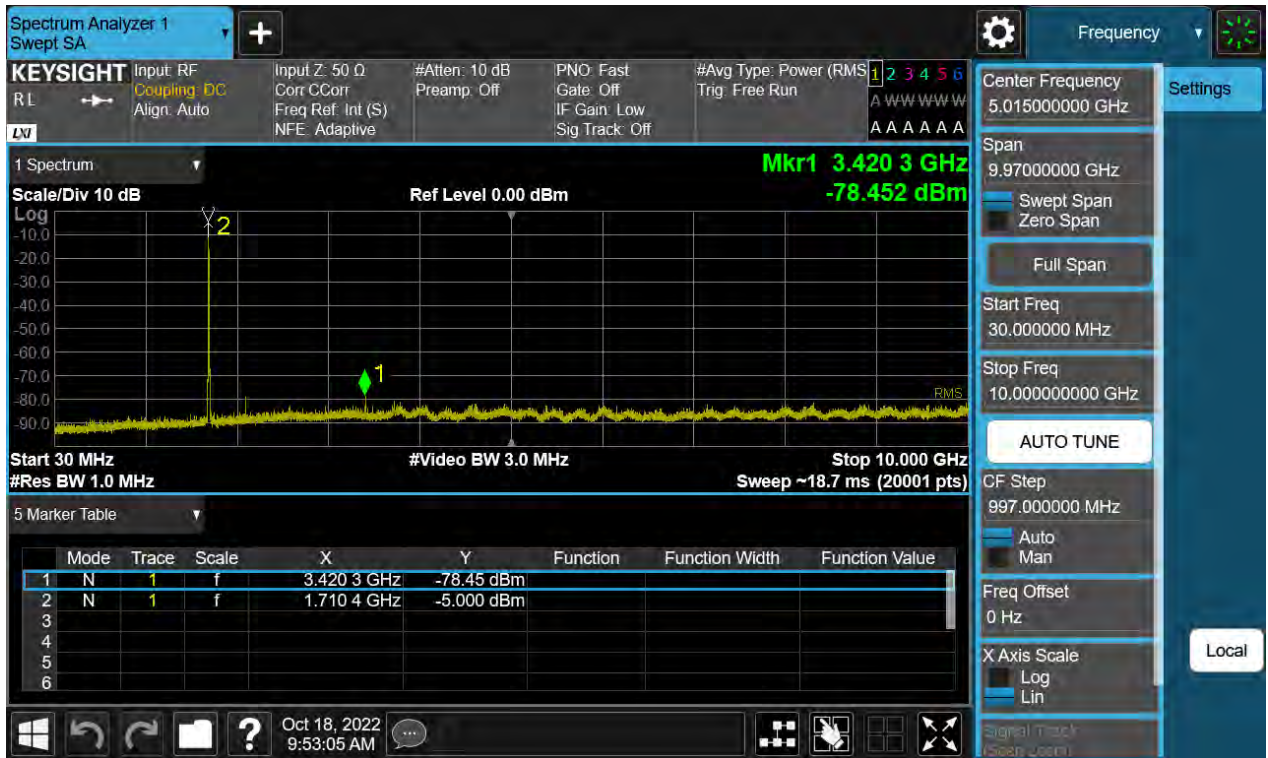 Spectrum Analyzer 1
Swept SA
+
Frequency
KEYSIGHT
RL
LXI
Input: RF
Coupling: DC
Align: Auto
Input Z: 50 Ω
Corr CCorr
Freq Ref: Int (S)
NFE: Adaptive
#Atten: 10 dB
Preamp: Off
PNO: Fast
Gate: Off
IF Gain: Low
Sig Track: Off
#Avg Type: Power (RMS
Trig: Free Run
1 2 3 4 5 6
A W W W W W
A A A A A A
1 Spectrum
Mkr1 3.420 3 GHz
Scale/Div 10 dB
Ref Level 0.00 dBm
-78.452 dBm
Log
-10.0
-20.0
-30.0
-40.0
-50.0
-60.0
-70.0
-80.0
-90.0
2
1
RMS
Start 30 MHz
#Video BW 3.0 MHz
Stop 10.000 GHz
#Res BW 1.0 MHz
Sweep ~18.7 ms (20001 pts)
5 Marker Table
Mode Trace Scale X Y Function Function Width Function Value
1 N 1 f 3.420 3 GHz -78.45 dBm
2 N 1 f 1.710 4 GHz -5.000 dBm
3
4
5
6
Oct 18, 2022
9:53:05 AM
?
Center Frequency
5.015000000 GHz
Span
9.97000000 GHz
Swept Span
Zero Span
Full Span
Start Freq
30.000000 MHz
Stop Freq
10.000000000 GHz
AUTO TUNE
CF Step
997.000000 MHz
Auto
Man
Freq Offset
0 Hz
X Axis Scale
Log
Lin
Signal Track
(Span Zoom)
Settings
Local